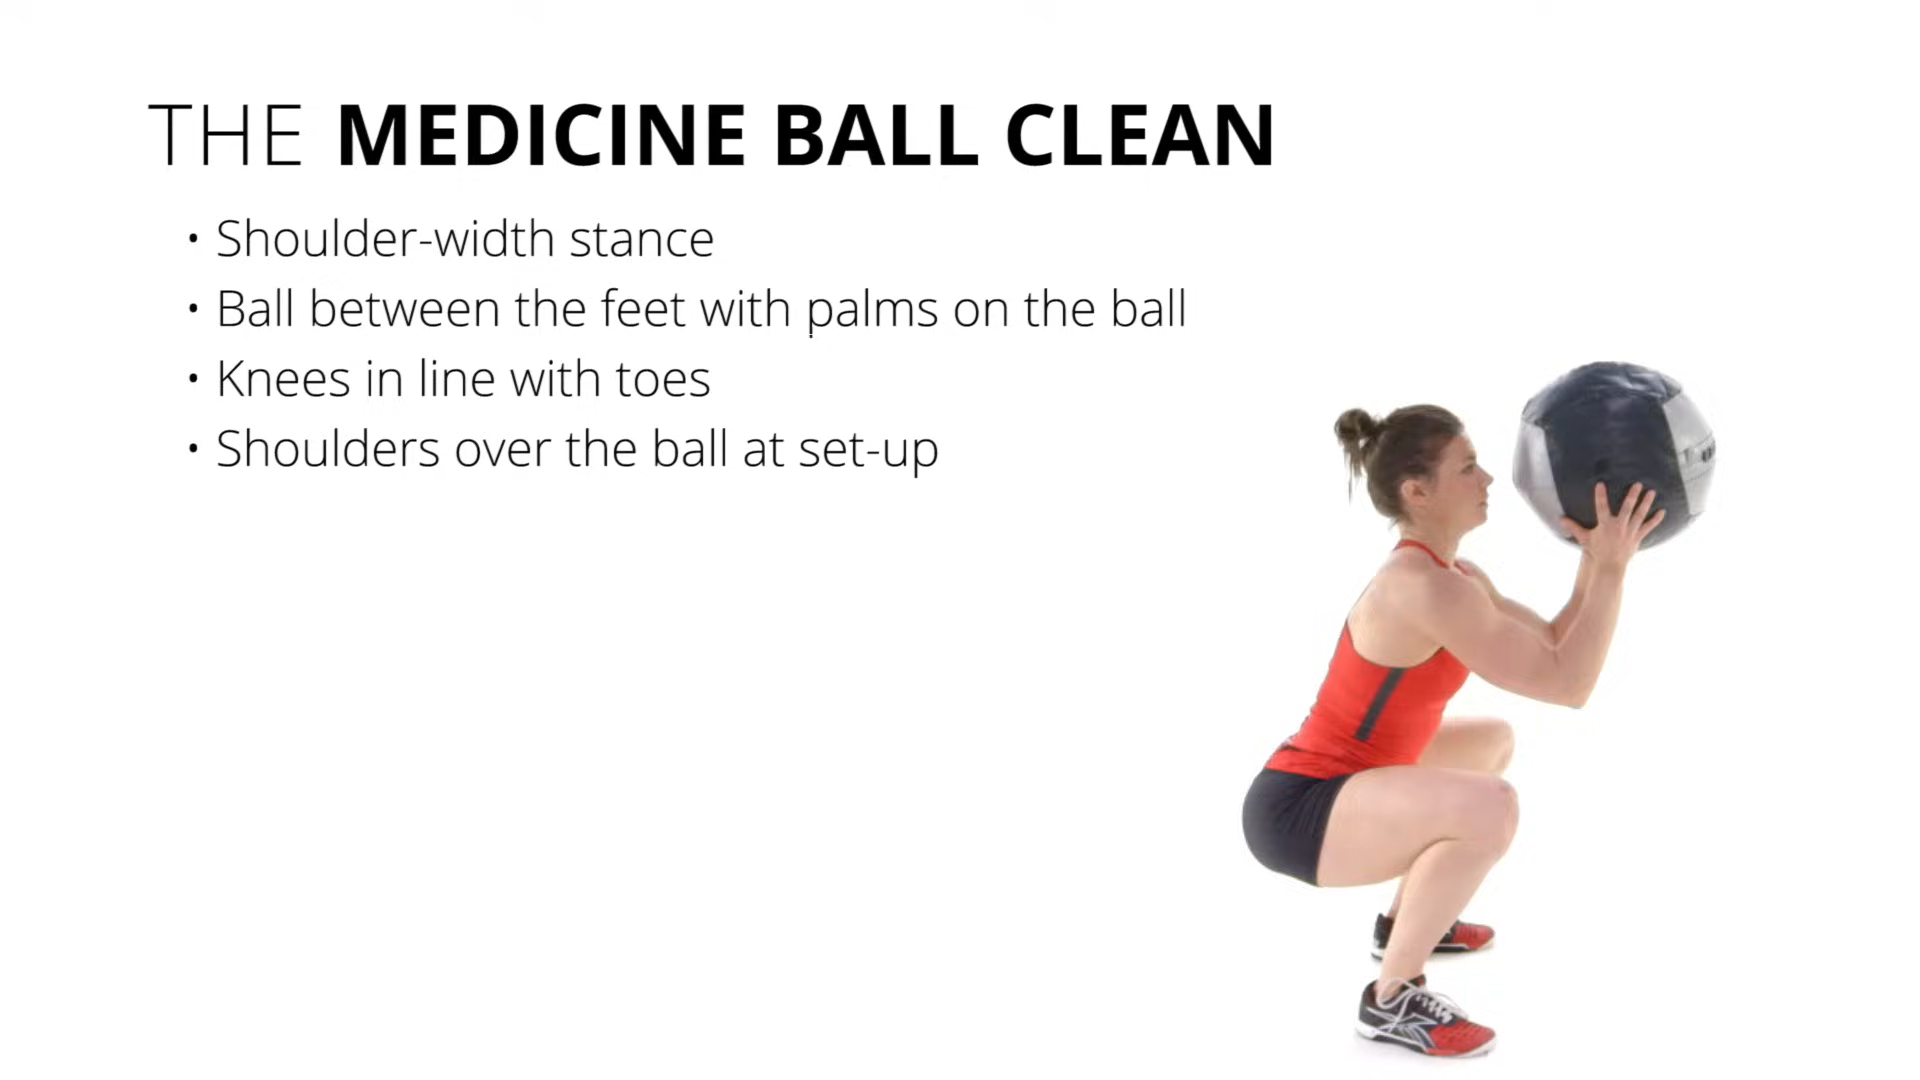 THE MEDICINE BALL CLEAN
• Shoulder-width stance
• Ball between the feet with palms on the ball
• Knees in line with toes
• Shoulders over the ball at set-up